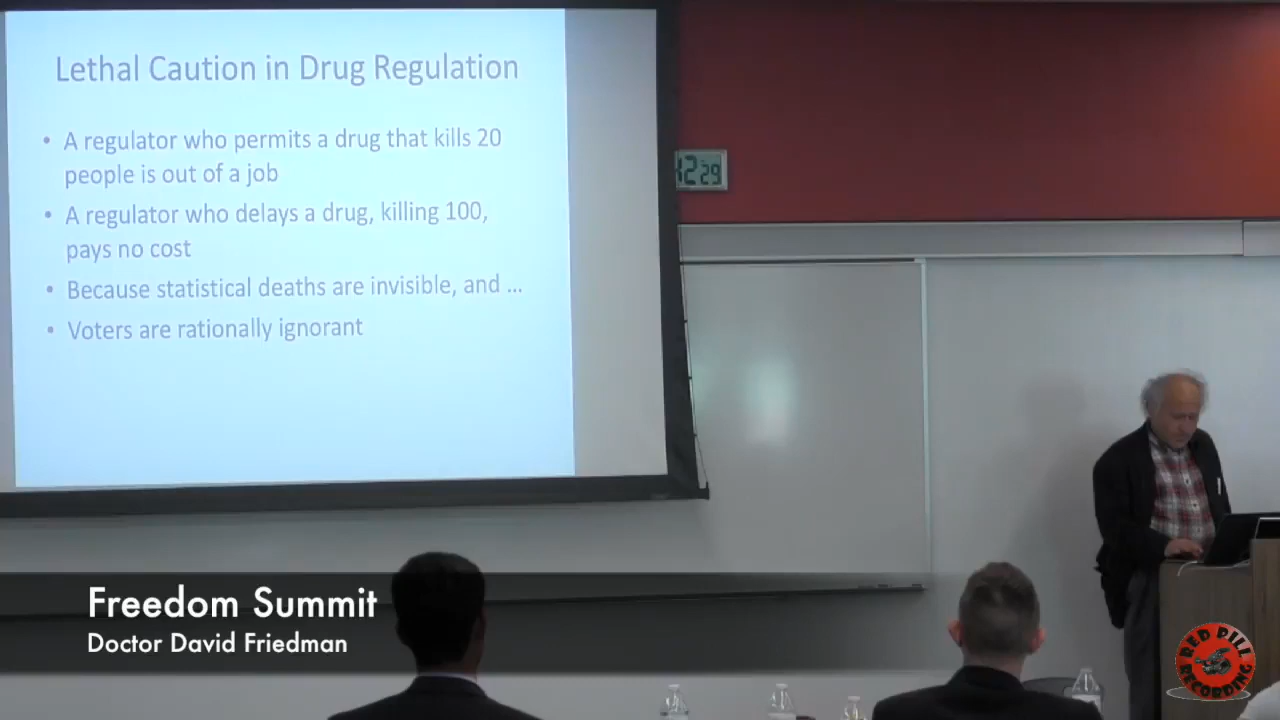 Lethal Caution in Drug Regulation
• A regulator who permits a drug that kills 20
people is out of a job
• A regulator who delays a drug, killing 100,
pays no cost
• Because statistical deaths are invisible, and ...
• Voters are rationally ignorant
12:29
Freedom Summit
Doctor David Friedman
RED PILL
RECORDING